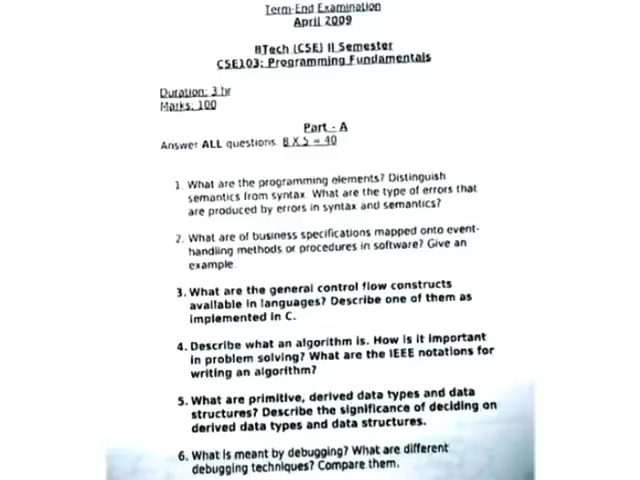 Term-End Examination
April 2009
BTech (CSE) II Semester
CSE103: Programming Fundamentals
Duration: 3 hr
Marks: 100
Part - A
Answer ALL questions. 8 X 5 = 40
1. What are the programming elements? Distinguish
semantics from syntax. What are the type of errors that
are produced by errors in syntax and semantics?
2. What are of business specifications mapped onto event-
handling methods or procedures in software? Give an
example.
3. What are the general control flow constructs
available in languages? Describe one of them as
implemented in C.
4. Describe what an algorithm is. How is it important
in problem solving? What are the IEEE notations for
writing an algorithm?
5. What are primitive, derived data types and data
structures? Describe the significance of deciding on
derived data types and data structures.
6. What is meant by debugging? What are different
debugging techniques? Compare them.